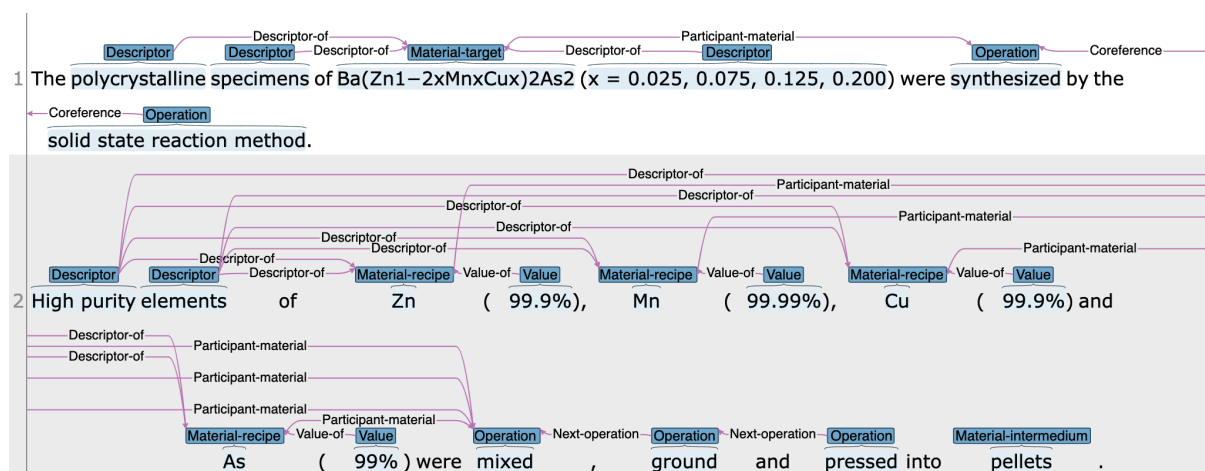 Descriptor-of Participant-material
Descriptor Descriptor Descriptor-of Material-target Descriptor-of Descriptor Operation Coreference
1 The polycrystalline specimens of Ba(Zn1−2xMnxCux)2As2 (x = 0.025, 0.075, 0.125, 0.200) were synthesized by the
Coreference Operation
solid state reaction method.
Descriptor-of
Participant-material
Descriptor-of
Descriptor-of
Participant-material
Descriptor-of
Descriptor-of
Descriptor-of Participant-material
Descriptor-of
Descriptor Descriptor Descriptor-of Material-recipe Value-of Value Material-recipe Value-of Value Material-recipe Value-of Value
2 High purity elements of Zn ( 99.9%), Mn ( 99.99%), Cu ( 99.9%) and
Descriptor-of
Participant-material
Descriptor-of
Participant-material
Participant-material
Participant-material
Material-recipe Value-of Value Operation Next-operation Operation Next-operation Operation Material-intermedium
As ( 99% ) were mixed , ground and pressed into pellets .